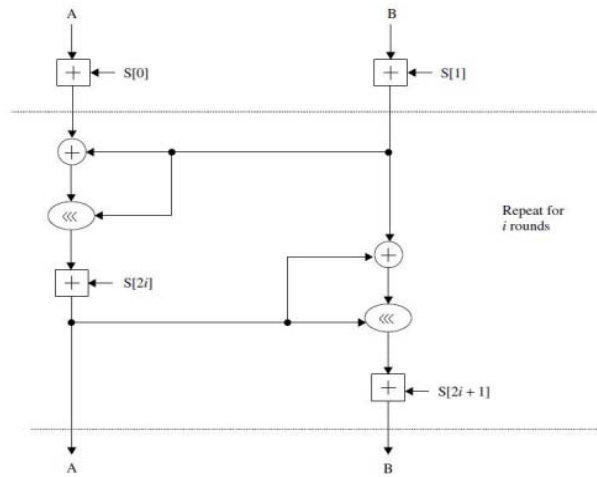 A B
S[0] S[1]
Repeat for
i rounds
S[2i]
S[2i + 1]
A B